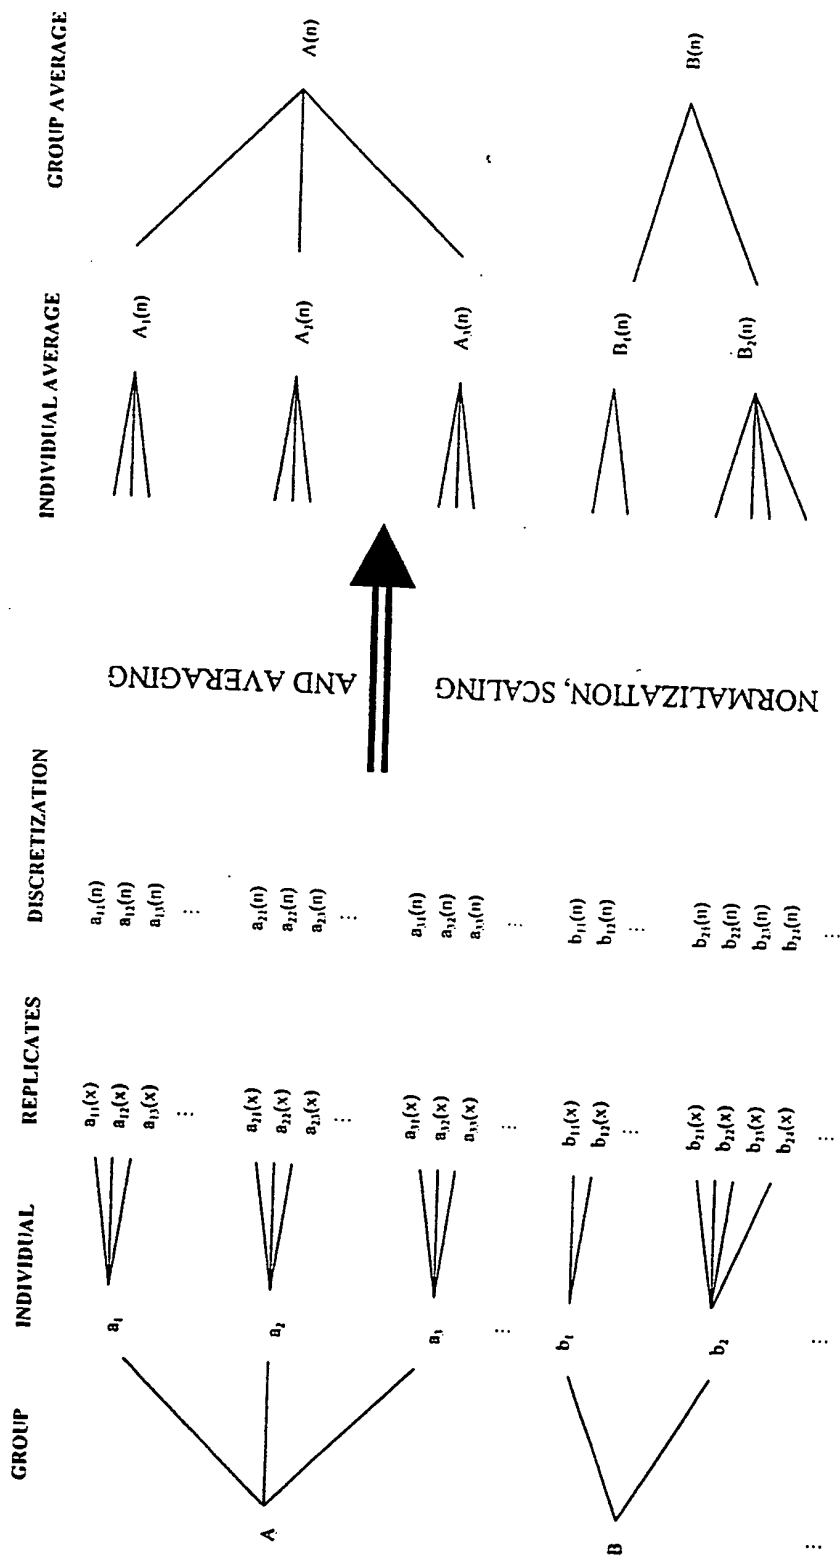 GROUP INDIVIDUAL REPLICATES DISCRETIZATION INDIVIDUAL AVERAGE GROUP AVERAGE
a₁₁(x) a₁₁(n)
a₁ a₁₂(x) a₁₂(n) A₁(n)
a₁₃(x) a₁₃(n)
... ...
a₂₁(x) a₂₁(n)
A a₂ a₂₂(x) a₂₂(n) A₂(n) A(n)
a₂₃(x) a₂₃(n)
... ...
a₃₁(x) a₃₁(n)
a₃ a₃₂(x) a₃₂(n) A₃(n)
a₃₃(x) a₃₃(n)
... ... ...
b₁ b₁₁(x) b₁₁(n) B₁(n)
b₁₂(x) b₁₂(n)
... ...
B B(n)
b₂₁(x) b₂₁(n)
b₂ b₂₂(x) b₂₂(n) B₂(n)
b₂₃(x) b₂₃(n)
b₂₄(x) b₂₄(n)
... ... ... ...
NORMALIZATION, SCALING
AND AVERAGING